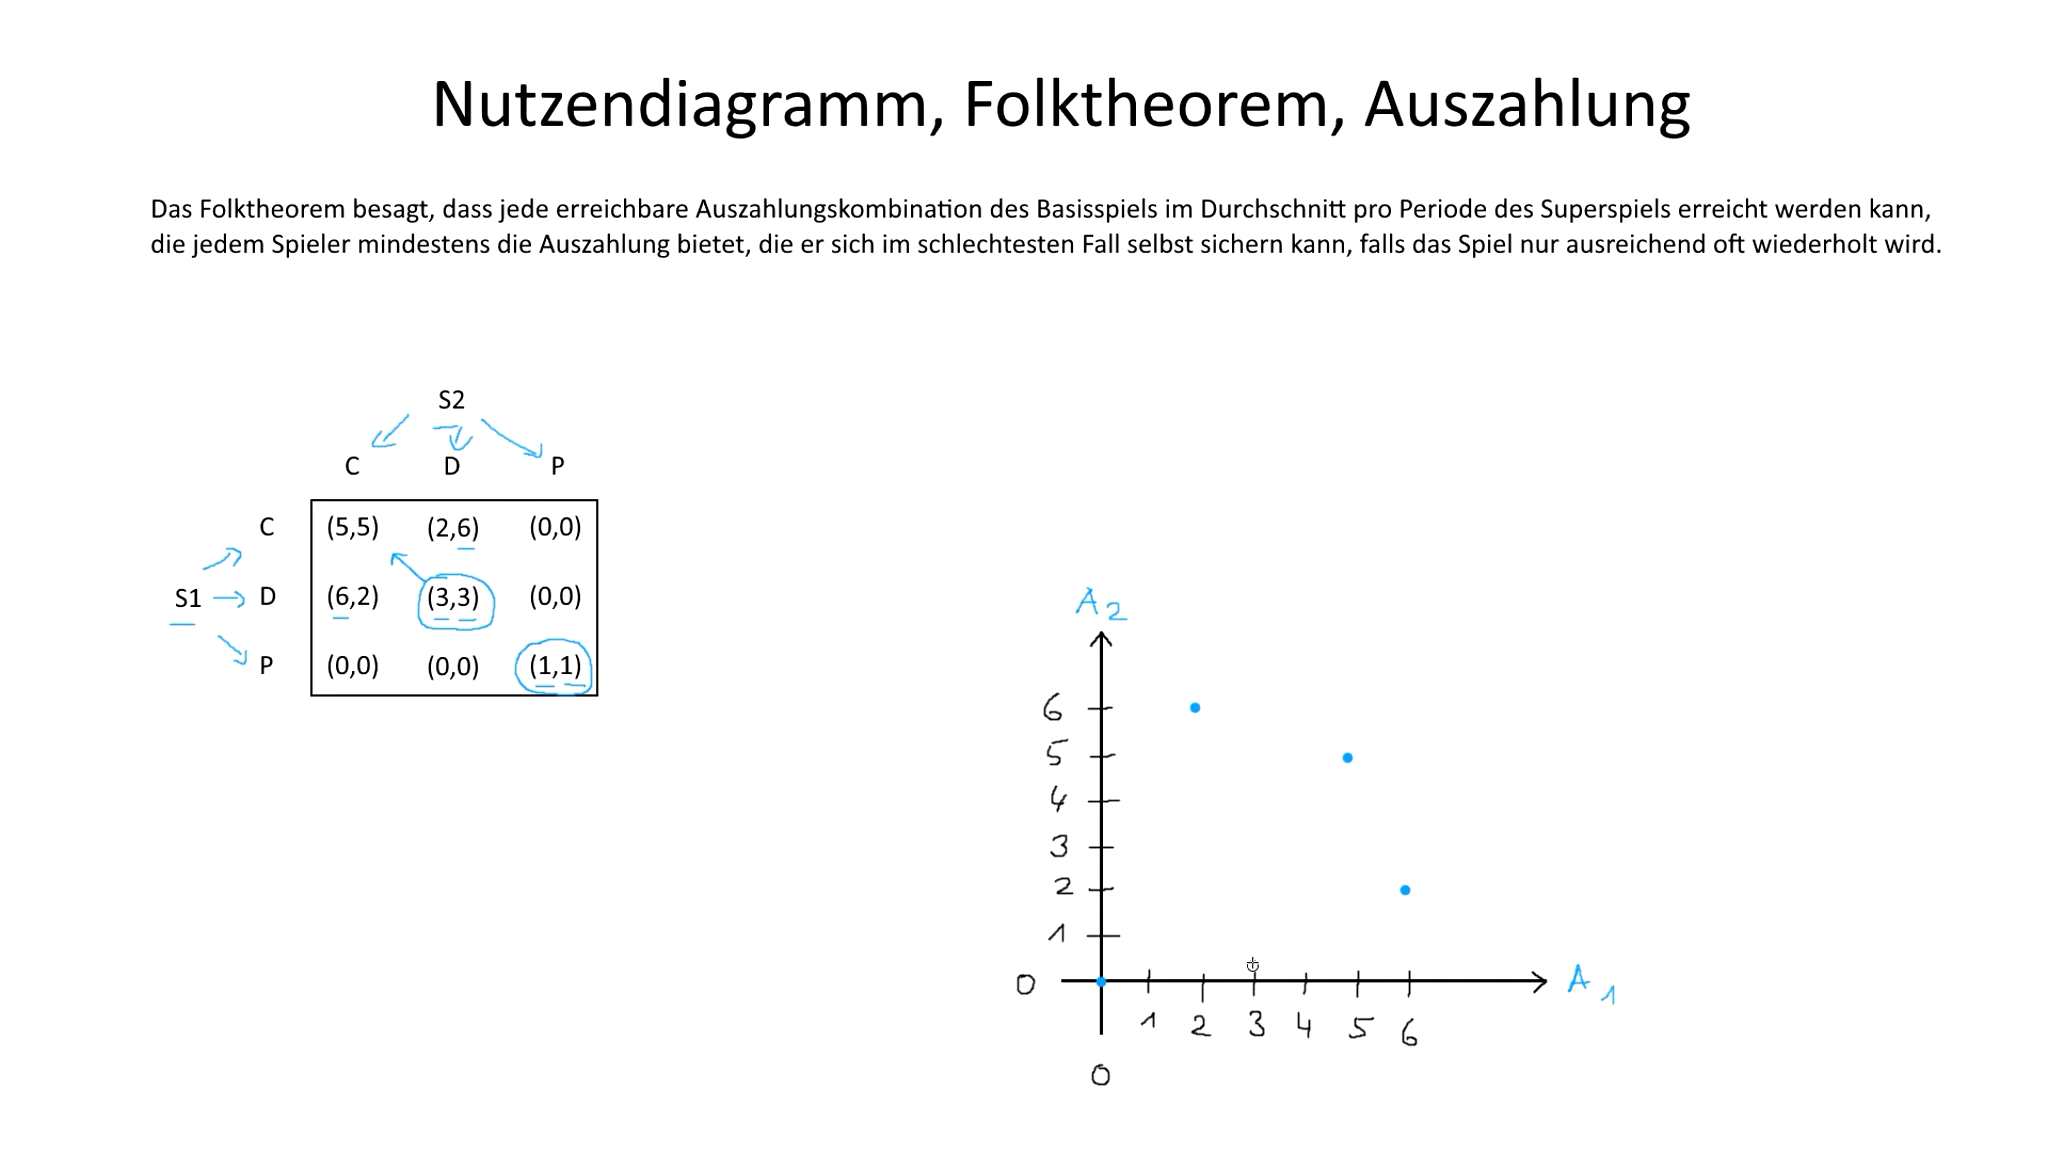 Nutzendiagramm, Folktheorem, Auszahlung
Das Folktheorem besagt, dass jede erreichbare Auszahlungskombination des Basisspiels im Durchschnitt pro Periode des Superspiels erreicht werden kann,
die jedem Spieler mindestens die Auszahlung bietet, die er sich im schlechtesten Fall selbst sichern kann, falls das Spiel nur ausreichend oft wiederholt wird.
S2
C D P
C (5,5) (2,6) (0,0)
S1 D (6,2) (3,3) (0,0)
P (0,0) (0,0) (1,1)
A2
6
5
4
3
2
1
0 A1
1 2 3 4 5 6
0